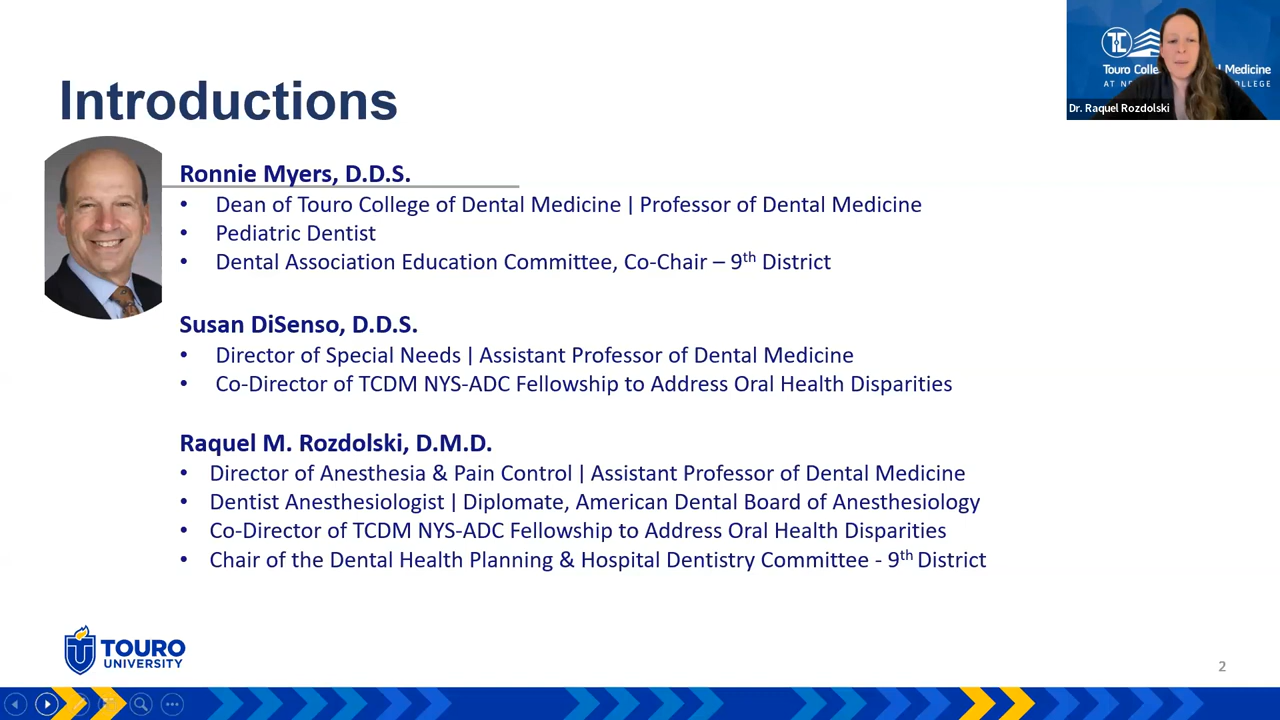 Introductions
Ronnie Myers, D.D.S.
• Dean of Touro College of Dental Medicine | Professor of Dental Medicine
• Pediatric Dentist
• Dental Association Education Committee, Co-Chair – 9th District
Susan DiSenso, D.D.S.
• Director of Special Needs | Assistant Professor of Dental Medicine
• Co-Director of TCDM NYS-ADC Fellowship to Address Oral Health Disparities
Raquel M. Rozdolski, D.M.D.
• Director of Anesthesia & Pain Control | Assistant Professor of Dental Medicine
• Dentist Anesthesiologist | Diplomate, American Dental Board of Anesthesiology
• Co-Director of TCDM NYS-ADC Fellowship to Address Oral Health Disparities
• Chair of the Dental Health Planning & Hospital Dentistry Committee - 9th District
TOURO
UNIVERSITY
2
Touro Medicine
AT
Dr. Raquel Rozdolski